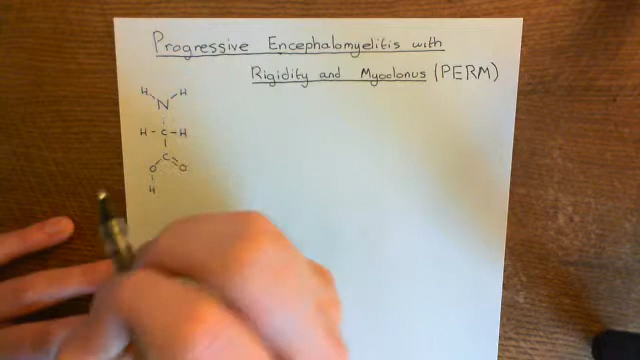 Progressive Encephalomyelitis with
Rigidity and Myoclonus (PERM)
H H
N
H - C - H
C
O O
H